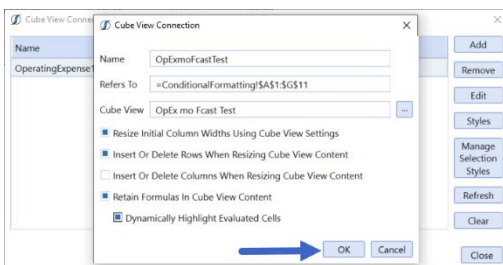 Cube View Conne
Cube View Connection
Name
OperatingExpense
Name OpExmoFcastTest
Refers To =ConditionalFormatting!$A$1:$G$11
Cube View OpEx mo Fcast Test ...
Resize Initial Column Widths Using Cube View Settings
Insert Or Delete Rows When Resizing Cube View Content
Insert Or Delete Columns When Resizing Cube View Content
Retain Formulas In Cube View Content
Dynamically Highlight Evaluated Cells
OK Cancel
Add
Remove
Edit
Styles
Manage
Selection
Styles
Refresh
Clear
Close